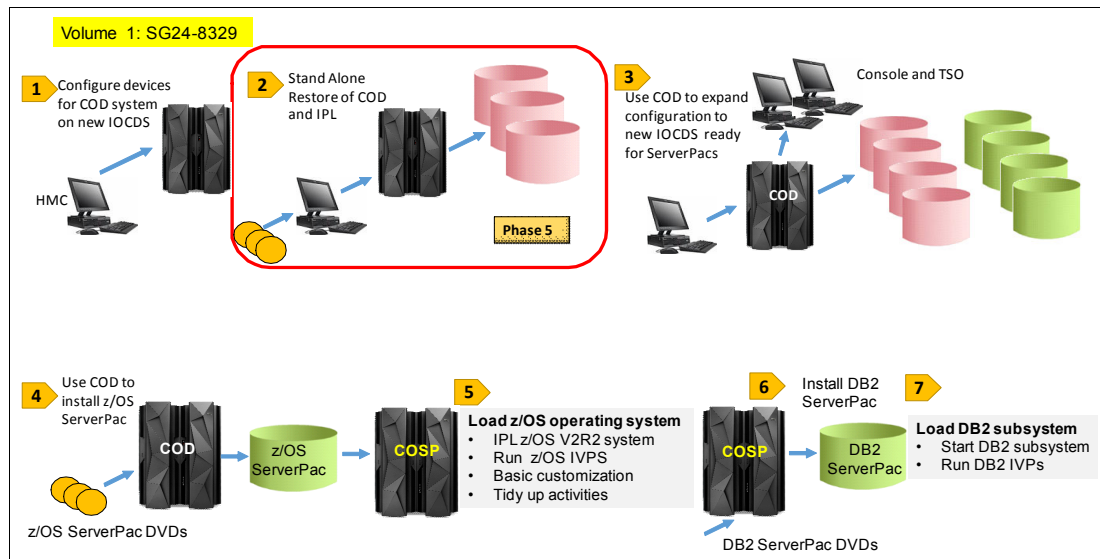 Volume 1: SG24-8329
1
Configure devices
for COD system
on new IOCDS
HMC
2
Stand Alone
Restore of COD
and IPL
Phase 5
3
Use COD to expand
configuration to
new IOCDS ready
for ServerPacs
Console and TSO
COD
4
Use COD to
install z/OS
ServerPac
COD
z/OS
ServerPac
z/OS ServerPac DVDs
COSP
5
Load z/OS operating system
• IPL z/OS V2R2 system
• Run z/OS IVPS
• Basic customization
• Tidy up activities
6
Install DB2
ServerPac
COSP
DB2
ServerPac
DB2 ServerPac DVDs
7
Load DB2 subsystem
• Start DB2 subsystem
• Run DB2 IVPs